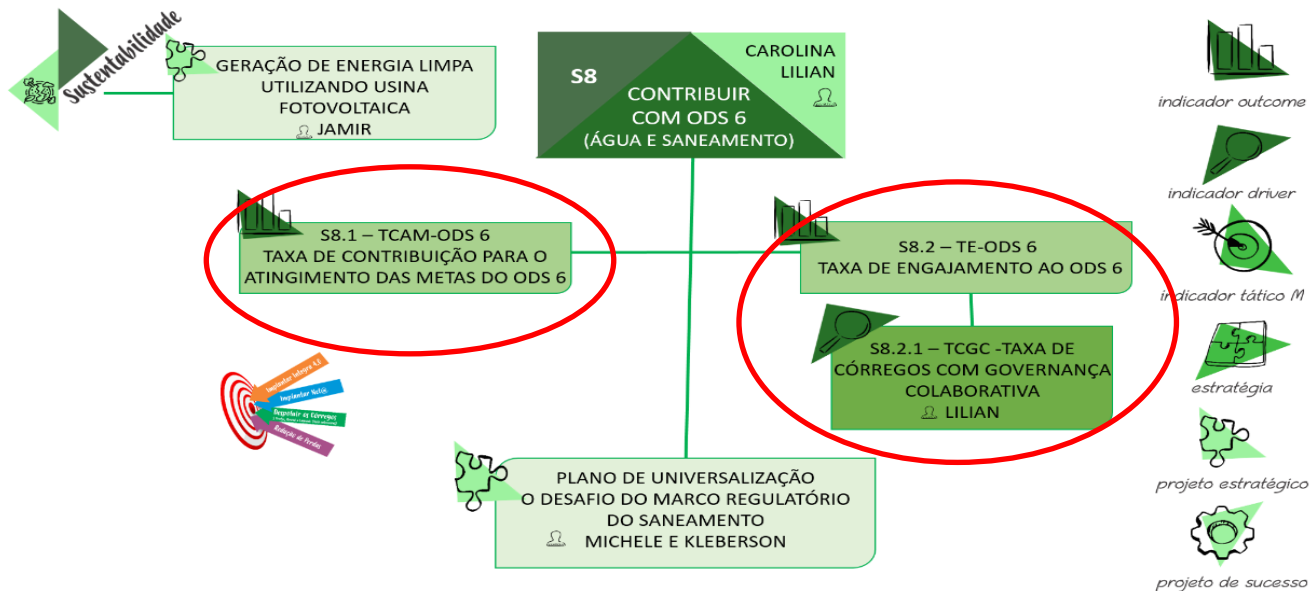 Sustentabilidade
GERAÇÃO DE ENERGIA LIMPA
UTILIZANDO USINA
FOTOVOLTAICA
JAMIR
S8
CAROLINA
LILIAN
CONTRIBUIR
COM ODS 6
(ÁGUA E SANEAMENTO)
S8.1 – TCAM-ODS 6
TAXA DE CONTRIBUIÇÃO PARA O
ATINGIMENTO DAS METAS DO ODS 6
S8.2 – TE-ODS 6
TAXA DE ENGAJAMENTO AO ODS 6
S8.2.1 – TCGC -TAXA DE
CÓRREGOS COM GOVERNANÇA
COLABORATIVA
LILIAN
Implantar Integra 4.0
Implantar
Despoluir os Córregos
Redução de Perdas
PLANO DE UNIVERSALIZAÇÃO
O DESAFIO DO MARCO REGULATÓRIO
DO SANEAMENTO
MICHELE E KLEBERSON
indicador outcome
indicador driver
indicador tático M
estratégia
projeto estratégico
projeto de sucesso